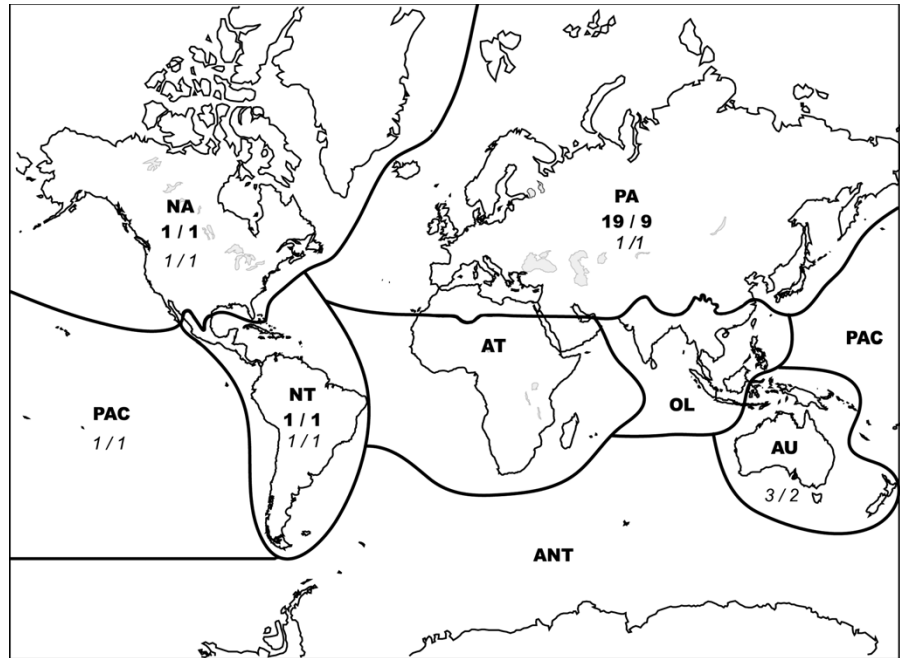 NA
1 / 1
1 / 1
PA
19 / 9
1/1
AT
PAC
OL
NT
1 / 1
1 / 1
PAC
1 / 1
AU
3 / 2
ANT